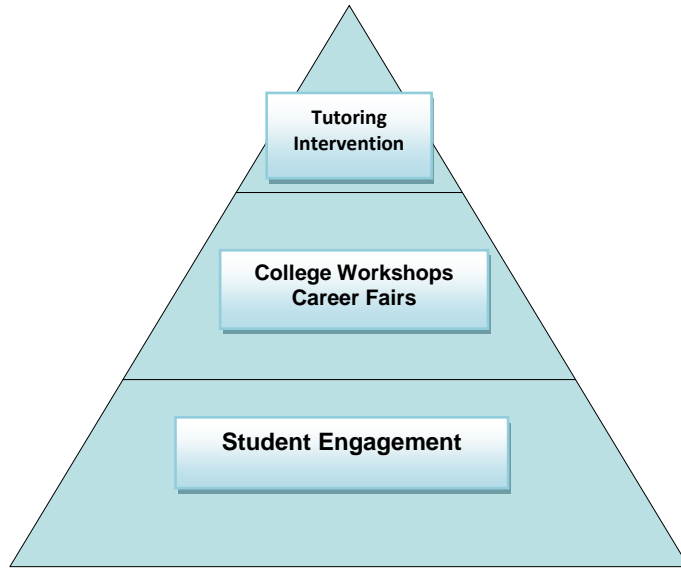 Tutoring
Intervention
College Workshops
Career Fairs
Student Engagement